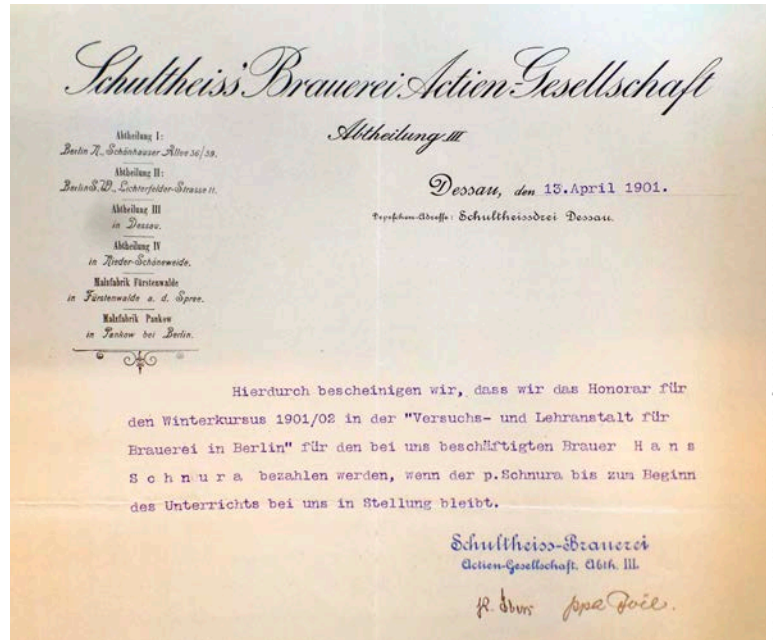 Schultheiss' Brauerei Actien-Gesellschaft
Abtheilung III
Abtheilung I:
Berlin N., Schönhauser Allee 36/39.
Abtheilung II:
Berlin S.W., Lichterfelder-Strasse 11.
Abtheilung III
in Dessau.
Abtheilung IV
in Nieder-Schöneweide.
Malzfabrik Fürstenwalde
in Fürstenwalde a. d. Spree.
Malzfabrik Pankow
in Pankow bei Berlin.
Dessau, den 13.April 1901.
Depeschen-Adresse: Schultheissdrei Dessau.
Hierdurch bescheinigen wir, dass wir das Honorar für
den Winterkursus 1901/02 in der "Versuchs- und Lehranstalt für
Brauerei in Berlin" für den bei uns beschäftigten Brauer H a n s
S c h n u r a bezahlen werden, wenn der p.Schnura bis zum Beginn
des Unterrichts bei uns in Stellung bleibt.
Schultheiss-Brauerei
Actien-Gesellschaft. Abth. III.
ppa